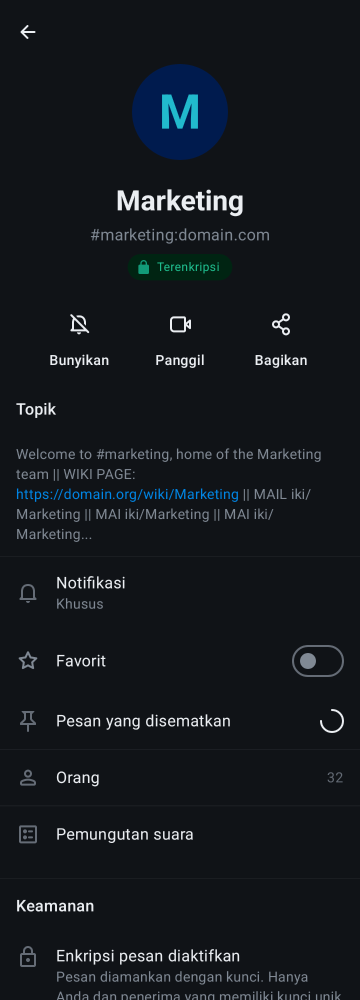 M
Marketing
#marketing:domain.com
Terenkripsi
Bunyikan
Panggil
Bagikan
Topik
Welcome to #marketing, home of the Marketing
team || WIKI PAGE:
https://domain.org/wiki/Marketing || MAIL iki/
Marketing || MAI iki/Marketing || MAI iki/
Marketing...
Notifikasi
Khusus
Favorit
Pesan yang disematkan
Orang 32
Pemungutan suara
Keamanan
Enkripsi pesan diaktifkan
Pesan diamankan dengan kunci. Hanya
Anda dan penerima yang memiliki kunci unik